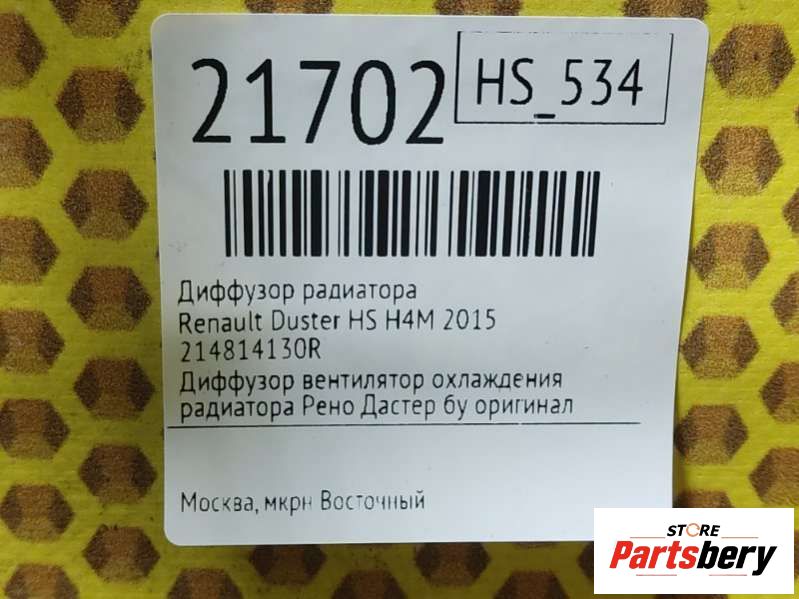 21702
HS_534
Диффузор радиатора
Renault Duster HS H4M 2015
214814130R
Диффузор вентилятор охлаждения
радиатора Рено Дастер бу оригинал
Москва, мкрн Восточный
STORE
Partsbery